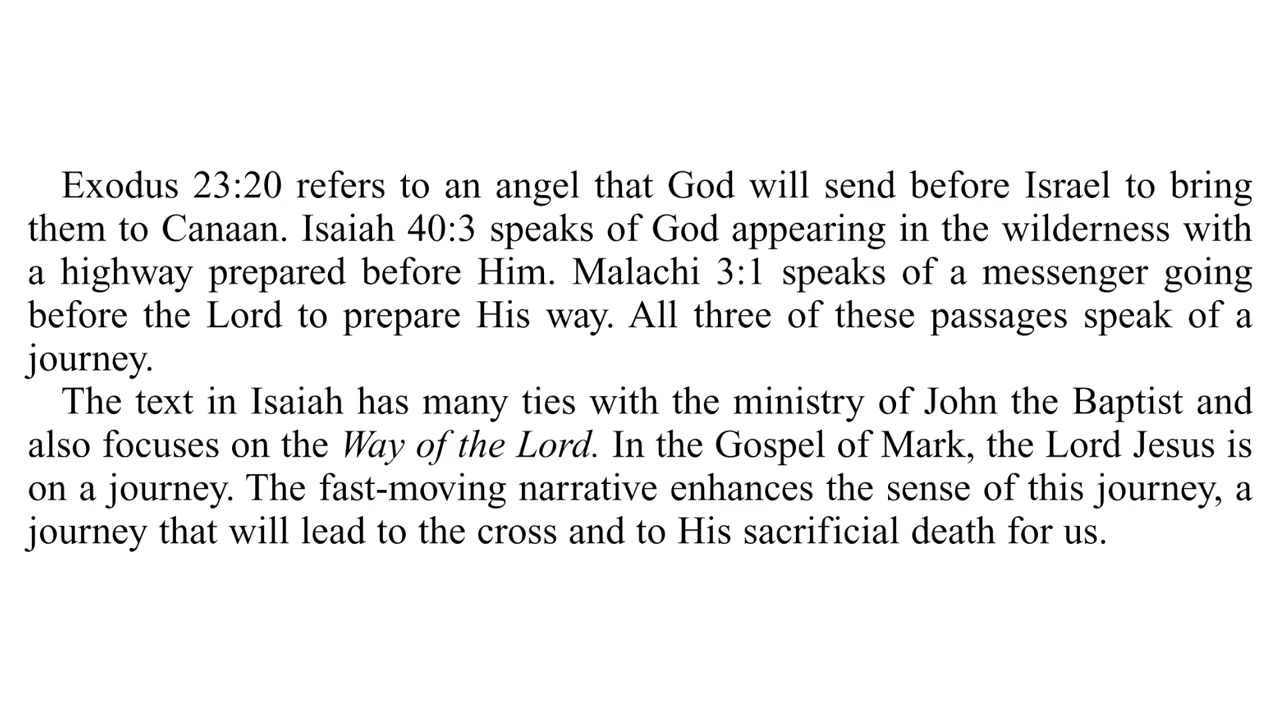 Exodus 23:20 refers to an angel that God will send before Israel to bring
them to Canaan. Isaiah 40:3 speaks of God appearing in the wilderness with
a highway prepared before Him. Malachi 3:1 speaks of a messenger going
before the Lord to prepare His way. All three of these passages speak of a
journey.
The text in Isaiah has many ties with the ministry of John the Baptist and
also focuses on the Way of the Lord. In the Gospel of Mark, the Lord Jesus is
on a journey. The fast-moving narrative enhances the sense of this journey, a
journey that will lead to the cross and to His sacrificial death for us.